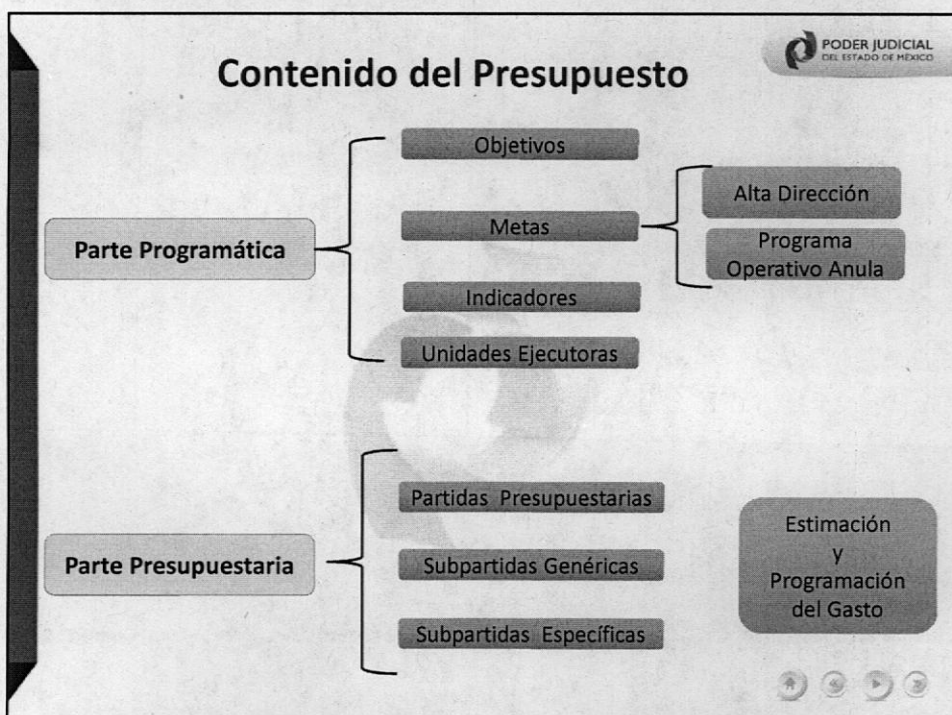 PODER JUDICIAL
DEL ESTADO DE MÉXICO
Contenido del Presupuesto
Parte Programática
Objetivos
Metas
Alta Dirección
Programa
Operativo Anula
Indicadores
Unidades Ejecutoras
Parte Presupuestaria
Partidas Presupuestarias
Subpartidas Genéricas
Subpartidas Específicas
Estimación
y
Programación
del Gasto